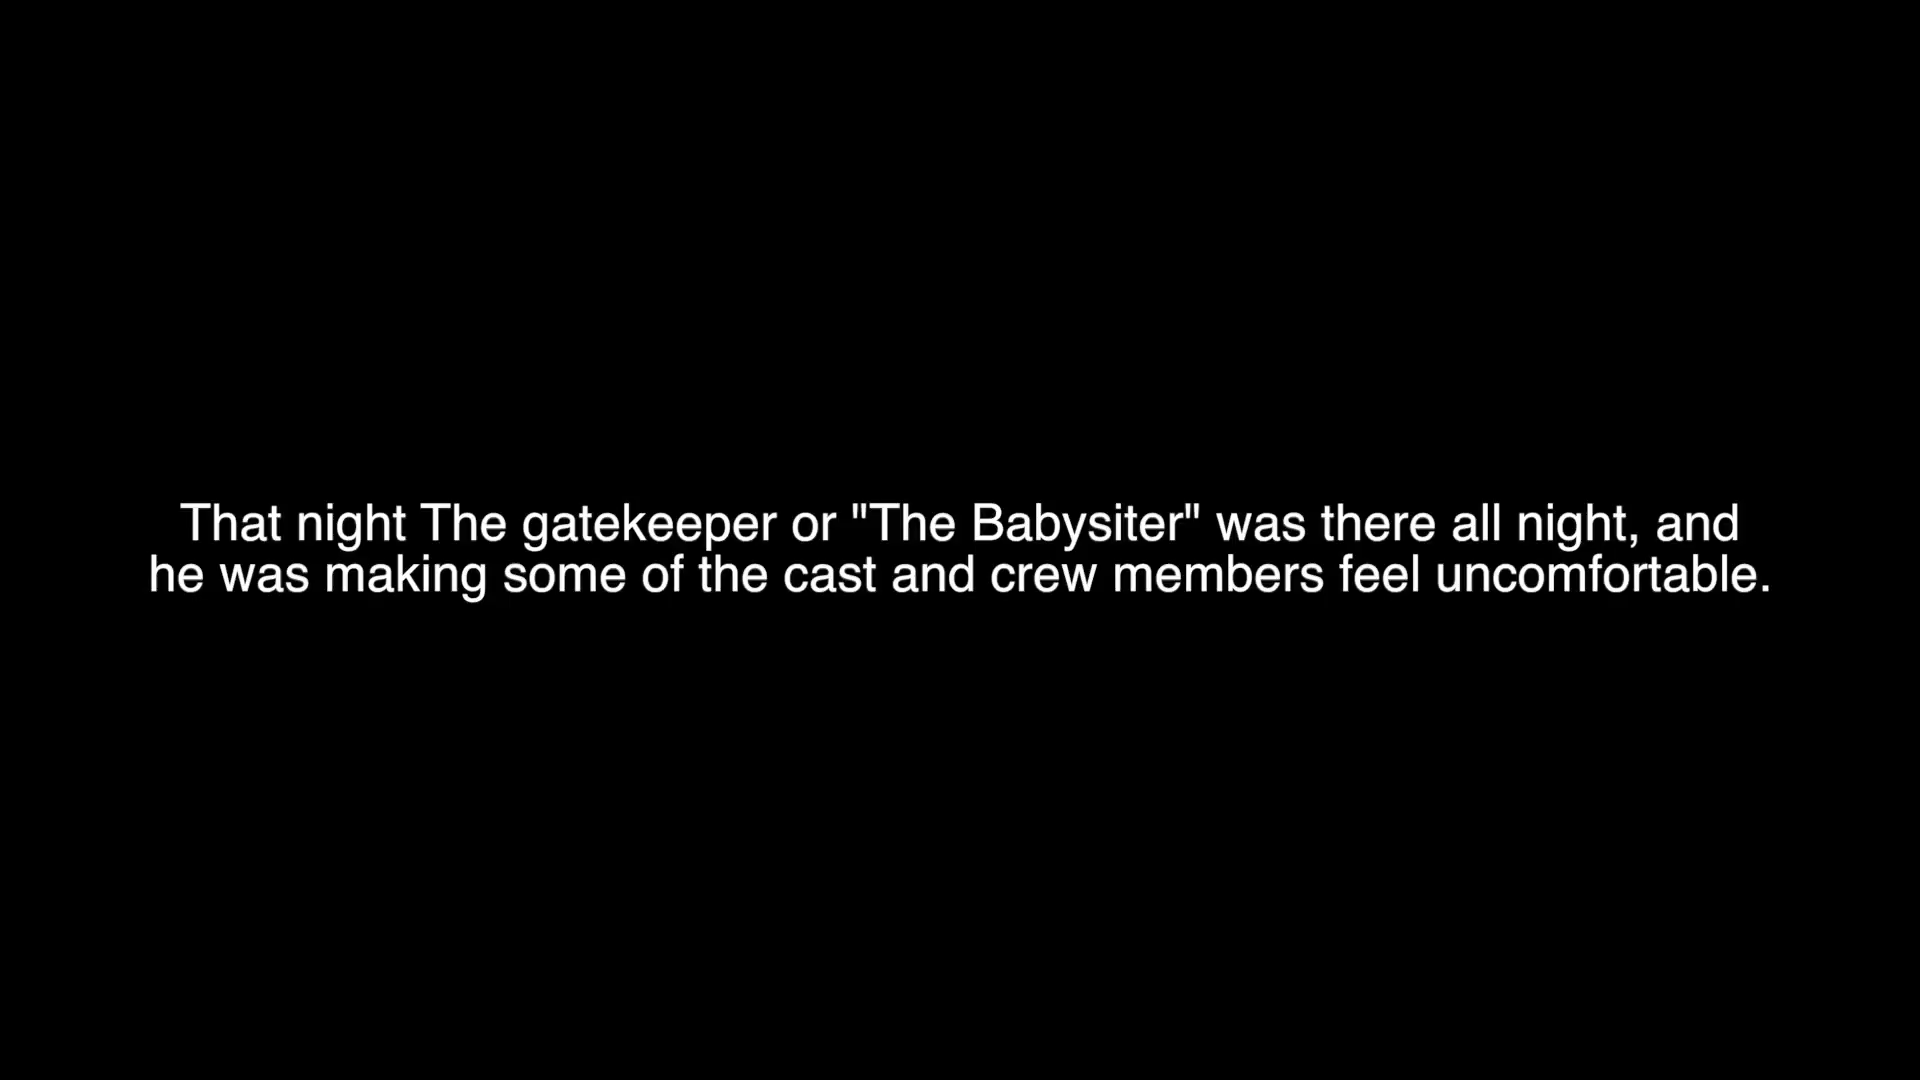 That night The gatekeeper or "The Babysiter" was there all night, and
he was making some of the cast and crew members feel uncomfortable.